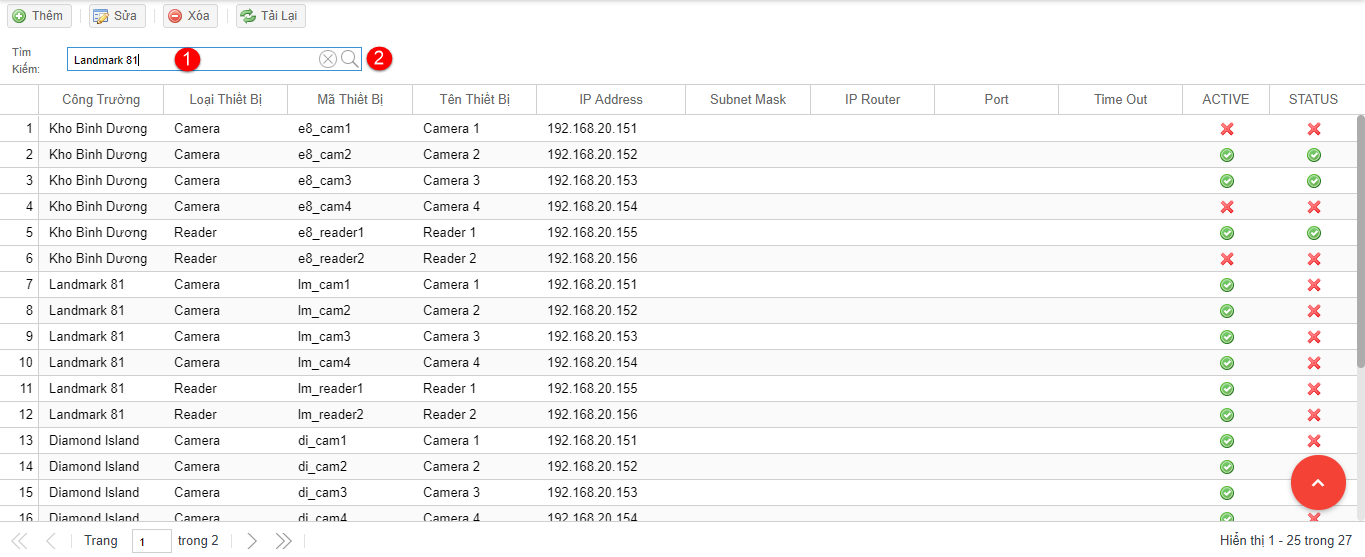 Thêm Sửa Xóa Tải Lại
Tìm
Kiếm:
Landmark 81
1
2
Công Trường Loại Thiết Bị Mã Thiết Bị Tên Thiết Bị IP Address Subnet Mask IP Router Port Time Out ACTIVE STATUS
1 Kho Bình Dương Camera e8_cam1 Camera 1 192.168.20.151
2 Kho Bình Dương Camera e8_cam2 Camera 2 192.168.20.152
3 Kho Bình Dương Camera e8_cam3 Camera 3 192.168.20.153
4 Kho Bình Dương Camera e8_cam4 Camera 4 192.168.20.154
5 Kho Bình Dương Reader e8_reader1 Reader 1 192.168.20.155
6 Kho Bình Dương Reader e8_reader2 Reader 2 192.168.20.156
7 Landmark 81 Camera lm_cam1 Camera 1 192.168.20.151
8 Landmark 81 Camera lm_cam2 Camera 2 192.168.20.152
9 Landmark 81 Camera lm_cam3 Camera 3 192.168.20.153
10 Landmark 81 Camera lm_cam4 Camera 4 192.168.20.154
11 Landmark 81 Reader lm_reader1 Reader 1 192.168.20.155
12 Landmark 81 Reader lm_reader2 Reader 2 192.168.20.156
13 Diamond Island Camera di_cam1 Camera 1 192.168.20.151
14 Diamond Island Camera di_cam2 Camera 2 192.168.20.152
15 Diamond Island Camera di_cam3 Camera 3 192.168.20.153
16 Diamond Island Camera di_cam4 Camera 4 192.168.20.154
Trang 1 trong 2 Hiển thị 1 - 25 trong 27